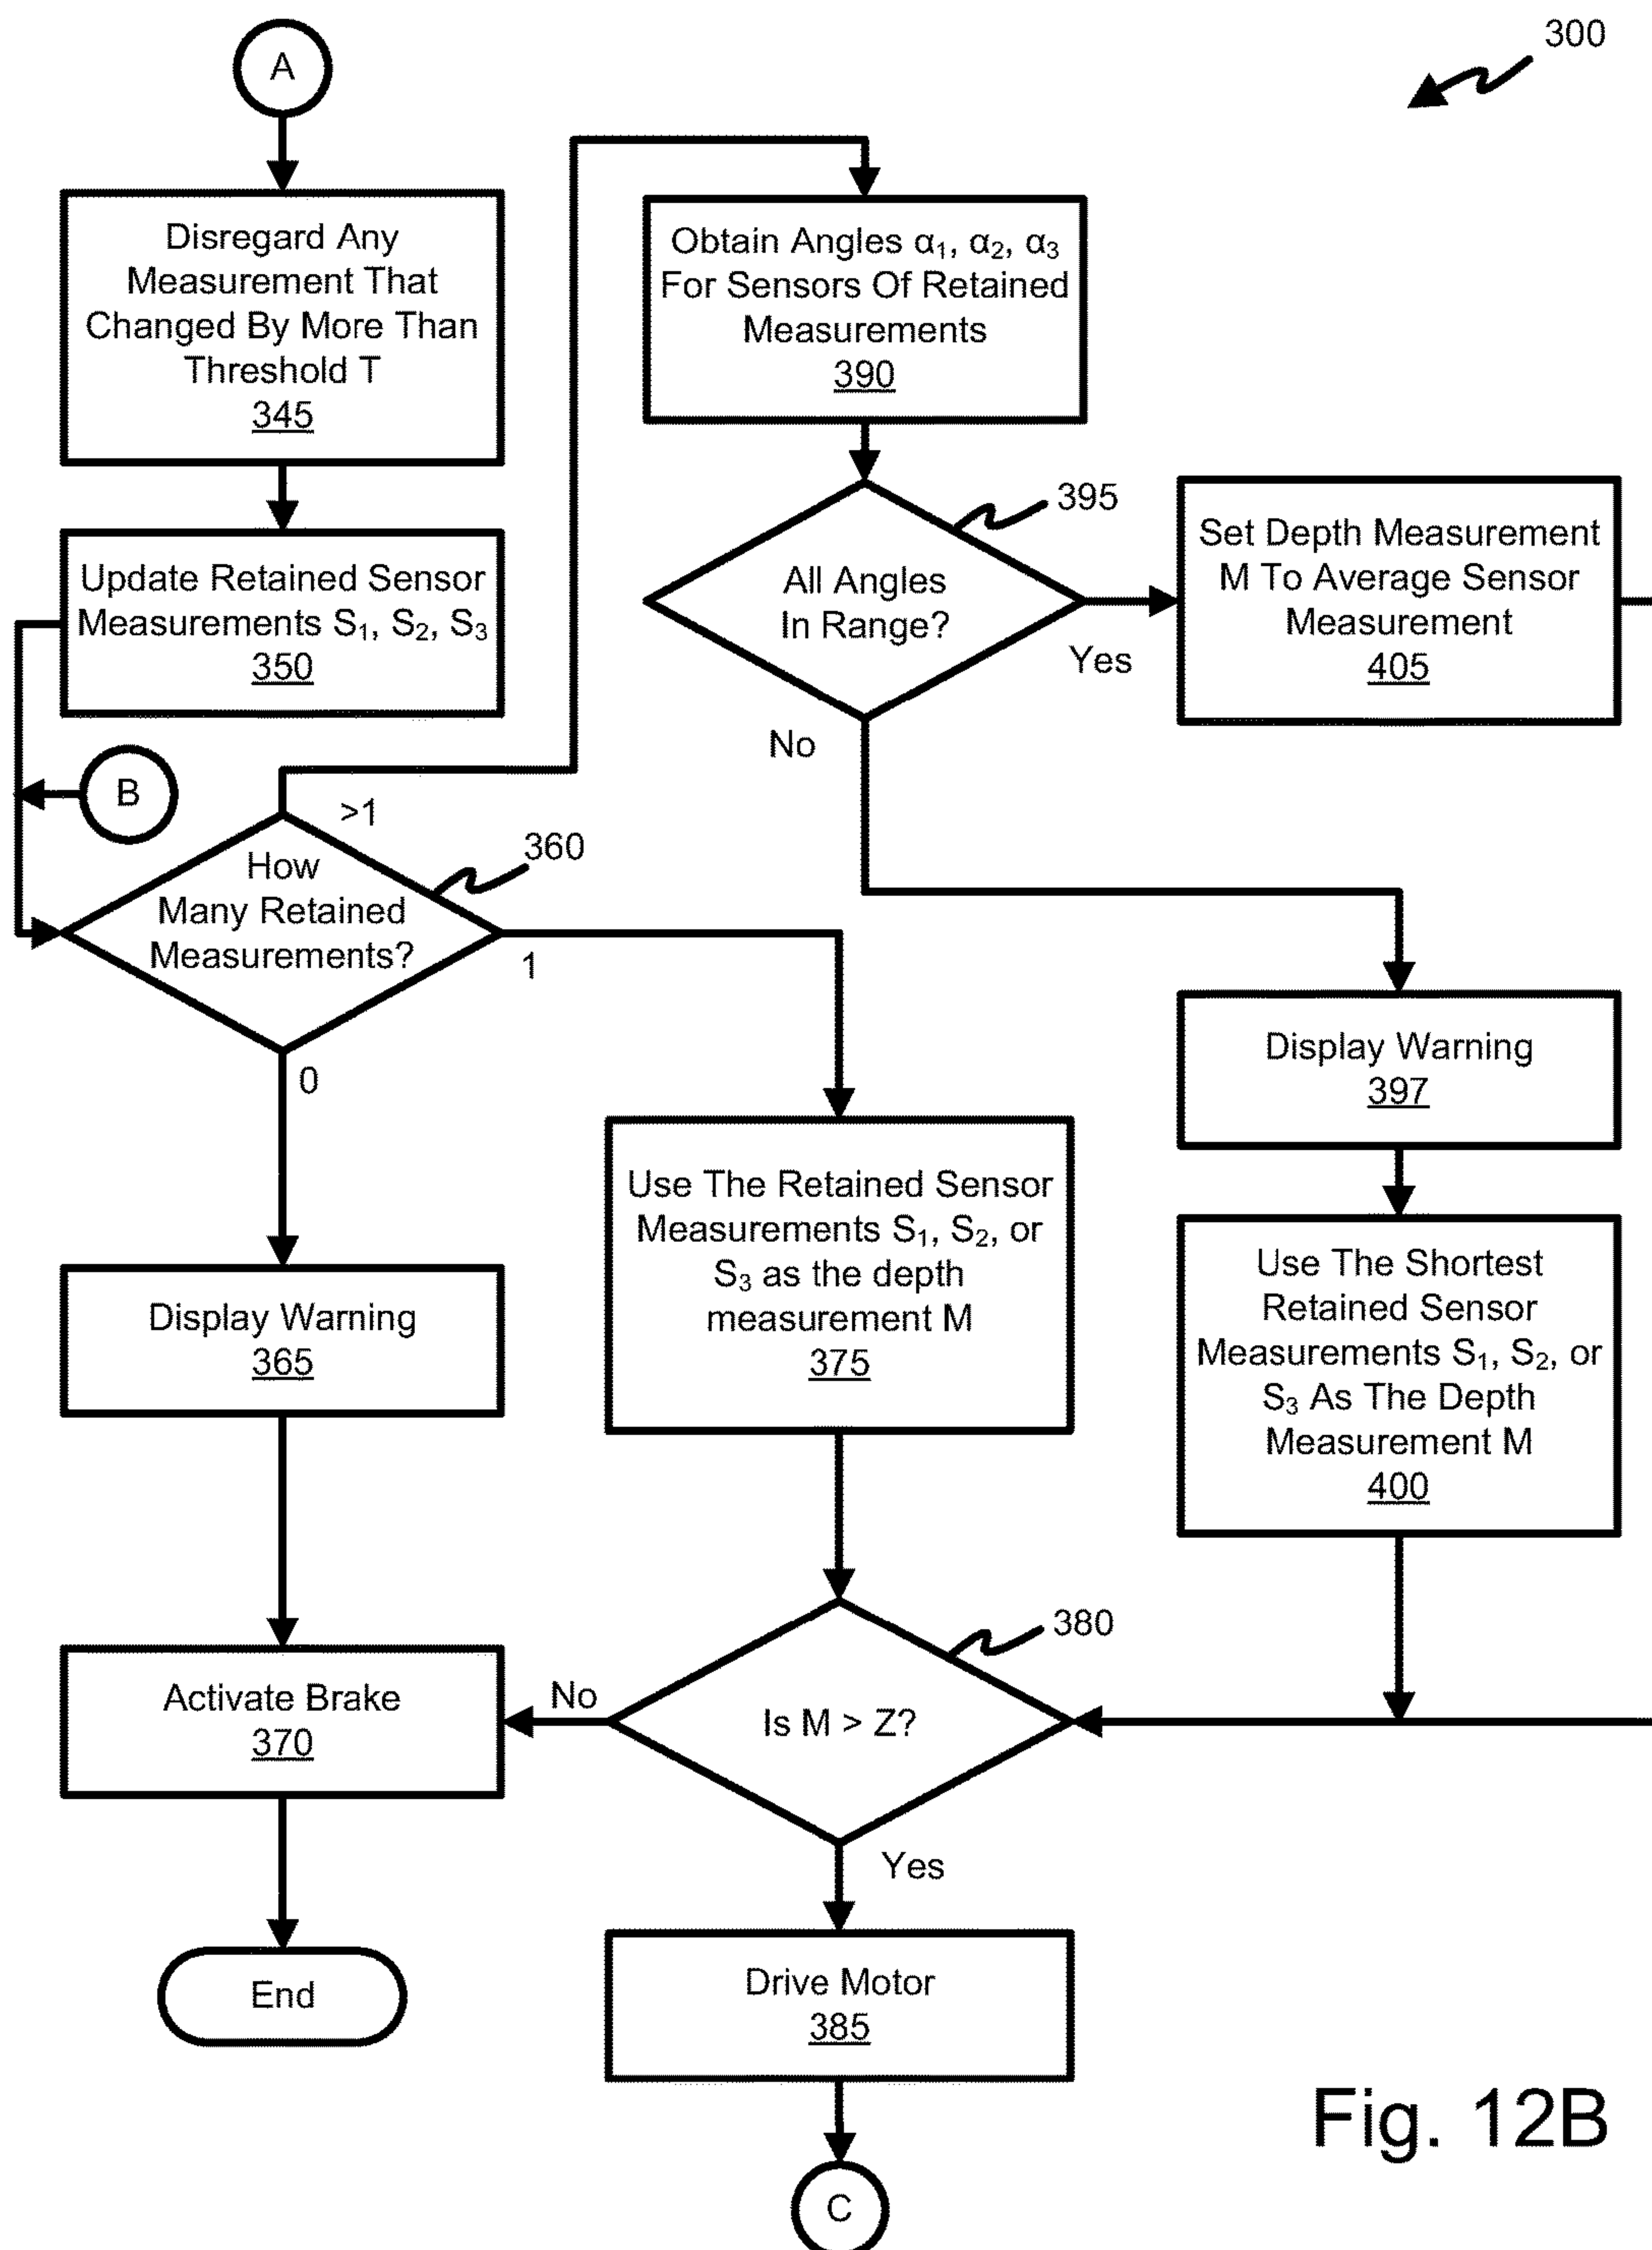 300
A
Disregard Any
Measurement That
Changed By More Than
Threshold T
345
Update Retained Sensor
Measurements S₁, S₂, S₃
350
B
How
Many Retained
Measurements?
360
>1
1
0
Display Warning
365
Activate Brake
370
End
Obtain Angles α₁, α₂, α₃
For Sensors Of Retained
Measurements
390
All Angles
In Range?
395
Yes
No
Set Depth Measurement
M To Average Sensor
Measurement
405
Display Warning
397
Use The Shortest
Retained Sensor
Measurements S₁, S₂, or
S₃ As The Depth
Measurement M
400
Use The Retained Sensor
Measurements S₁, S₂, or
S₃ as the depth
measurement M
375
Is M > Z?
380
No
Yes
Drive Motor
385
C
Fig. 12B